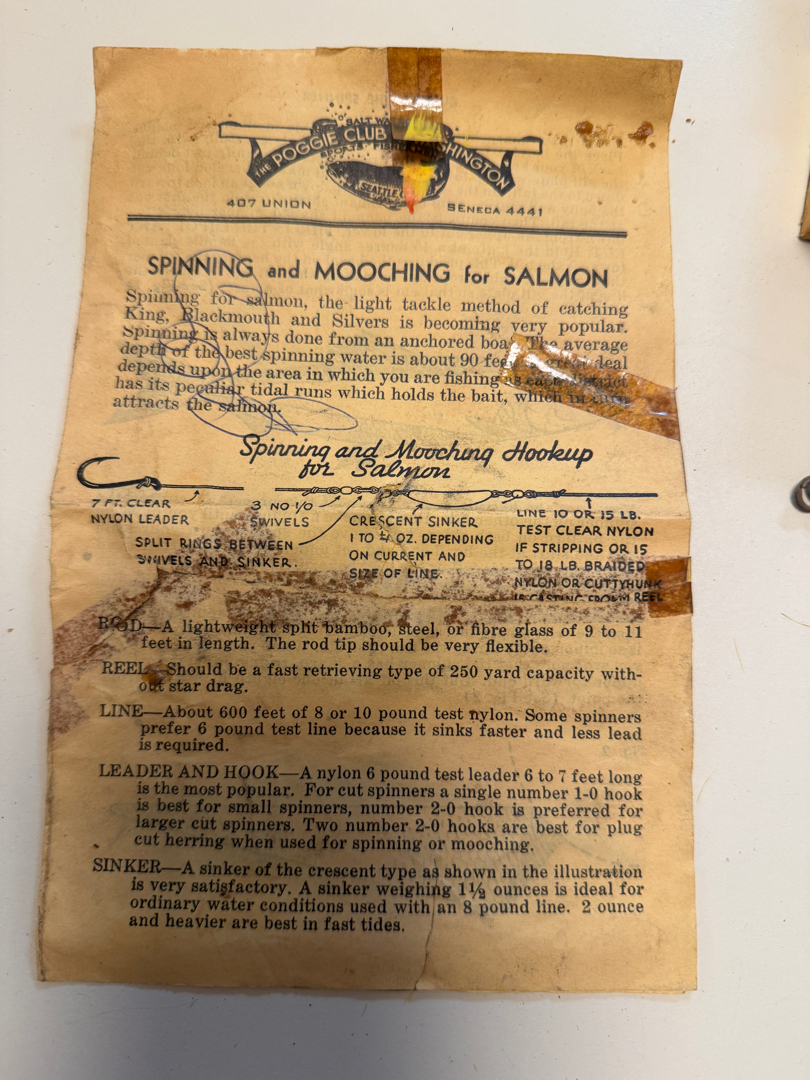 SALT WA
THE POGGIE CLUB WASHINGTON
SPORTS FISHE
SEATTLE
407 UNION SENECA 4441
SPINNING and MOOCHING for SALMON
Spinning for salmon, the light tackle method of catching
King, Blackmouth and Silvers is becoming very popular.
Spinning is always done from an anchored boat. The average
depth of the best spinning water is about 90 feet. A great deal
depends upon the area in which you are fishing as each district
has its peculiar tidal runs which holds the bait, which in turn
attracts the salmon.
Spinning and Mooching Hookup
for Salmon
7 FT. CLEAR
NYLON LEADER
3 NO 1/0
SWIVELS
SPLIT RINGS BETWEEN
SWIVELS AND SINKER.
CRESCENT SINKER
1 TO OZ. DEPENDING
ON CURRENT AND
SIZE OF LINE.
LINE 10 OR 15 LB.
TEST CLEAR NYLON
IF STRIPPING OR 15
TO 18 LB. BRAIDED
NYLON OR CUTTYHUNK
IF CASTING FROM REEL
ROD—A lightweight split bamboo, steel, or fibre glass of 9 to 11
feet in length. The rod tip should be very flexible.
REEL—Should be a fast retrieving type of 250 yard capacity with-
out star drag.
LINE—About 600 feet of 8 or 10 pound test nylon. Some spinners
prefer 6 pound test line because it sinks faster and less lead
is required.
LEADER AND HOOK—A nylon 6 pound test leader 6 to 7 feet long
is the most popular. For cut spinners a single number 1-0 hook
is best for small spinners, number 2-0 hook is preferred for
larger cut spinners. Two number 2-0 hooks are best for plug
cut herring when used for spinning or mooching.
SINKER—A sinker of the crescent type as shown in the illustration
is very satisfactory. A sinker weighing 1½ ounces is ideal for
ordinary water conditions used with an 8 pound line. 2 ounce
and heavier are best in fast tides.